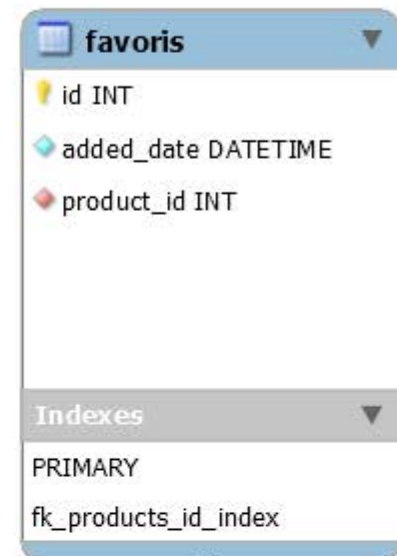 favoris
id INT
added_date DATETIME
product_id INT
Indexes
PRIMARY
fk_products_id_index